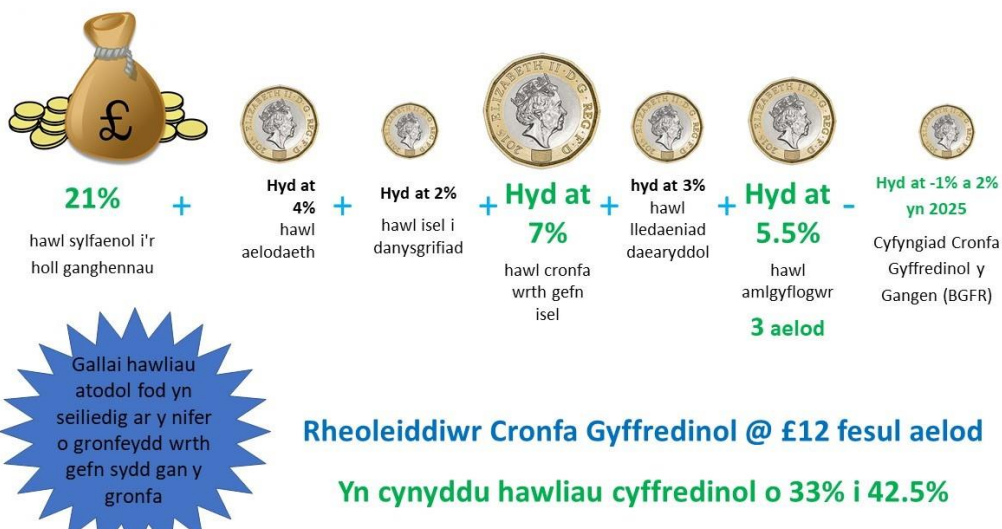 £
21%
hawl sylfaenol i'r
holl ganghennau
+
Hyd at
4%
hawl
aelodaeth
+
Hyd at 2%
hawl isel i
danysgrifiad
+
Hyd at
7%
hawl cronfa
wrth gefn
isel
+
hyd at 3%
hawl
lledaeniad
daearyddol
+
Hyd at
5.5%
hawl
amlgyflogwr
3 aelod
-
Hyd at -1% a 2%
yn 2025
Cyfyngiad Cronfa
Gyffredinol y
Gangen (BGFR)
Gallai hawliau
atodol fod yn
seiliedig ar y nifer
o gronfeydd wrth
gefn sydd gan y
gronfa
Rheoleiddiwr Cronfa Gyffredinol @ £12 fesul aelod
Yn cynyddu hawliau cyffredinol o 33% i 42.5%